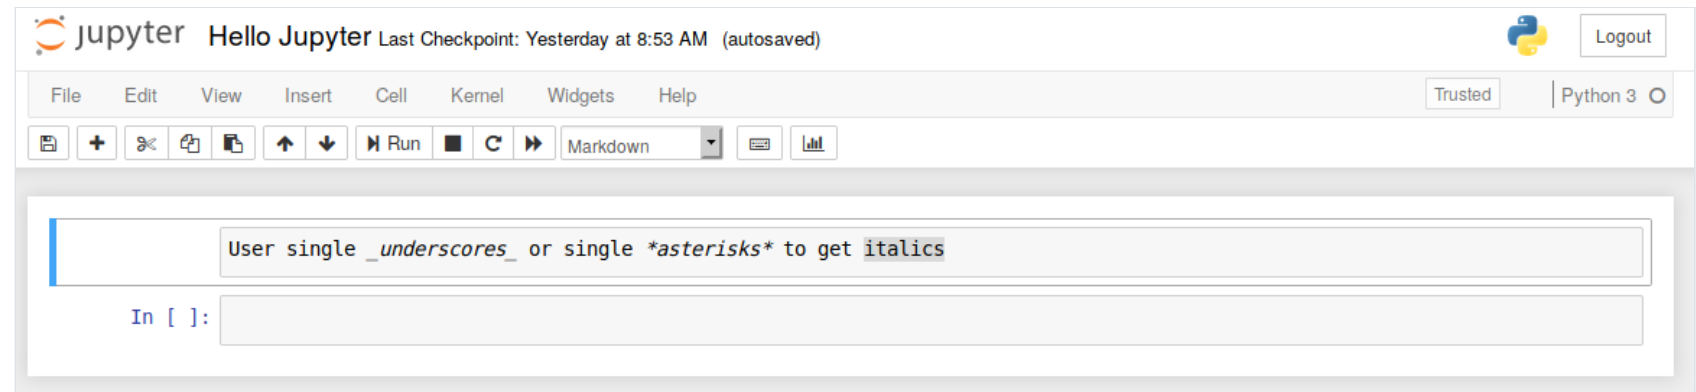 jupyter Hello Jupyter Last Checkpoint: Yesterday at 8:53 AM (autosaved) Logout
File Edit View Insert Cell Kernel Widgets Help Trusted Python 3
Run Markdown
User single _underscores_ or single *asterisks* to get italics
In [ ]: